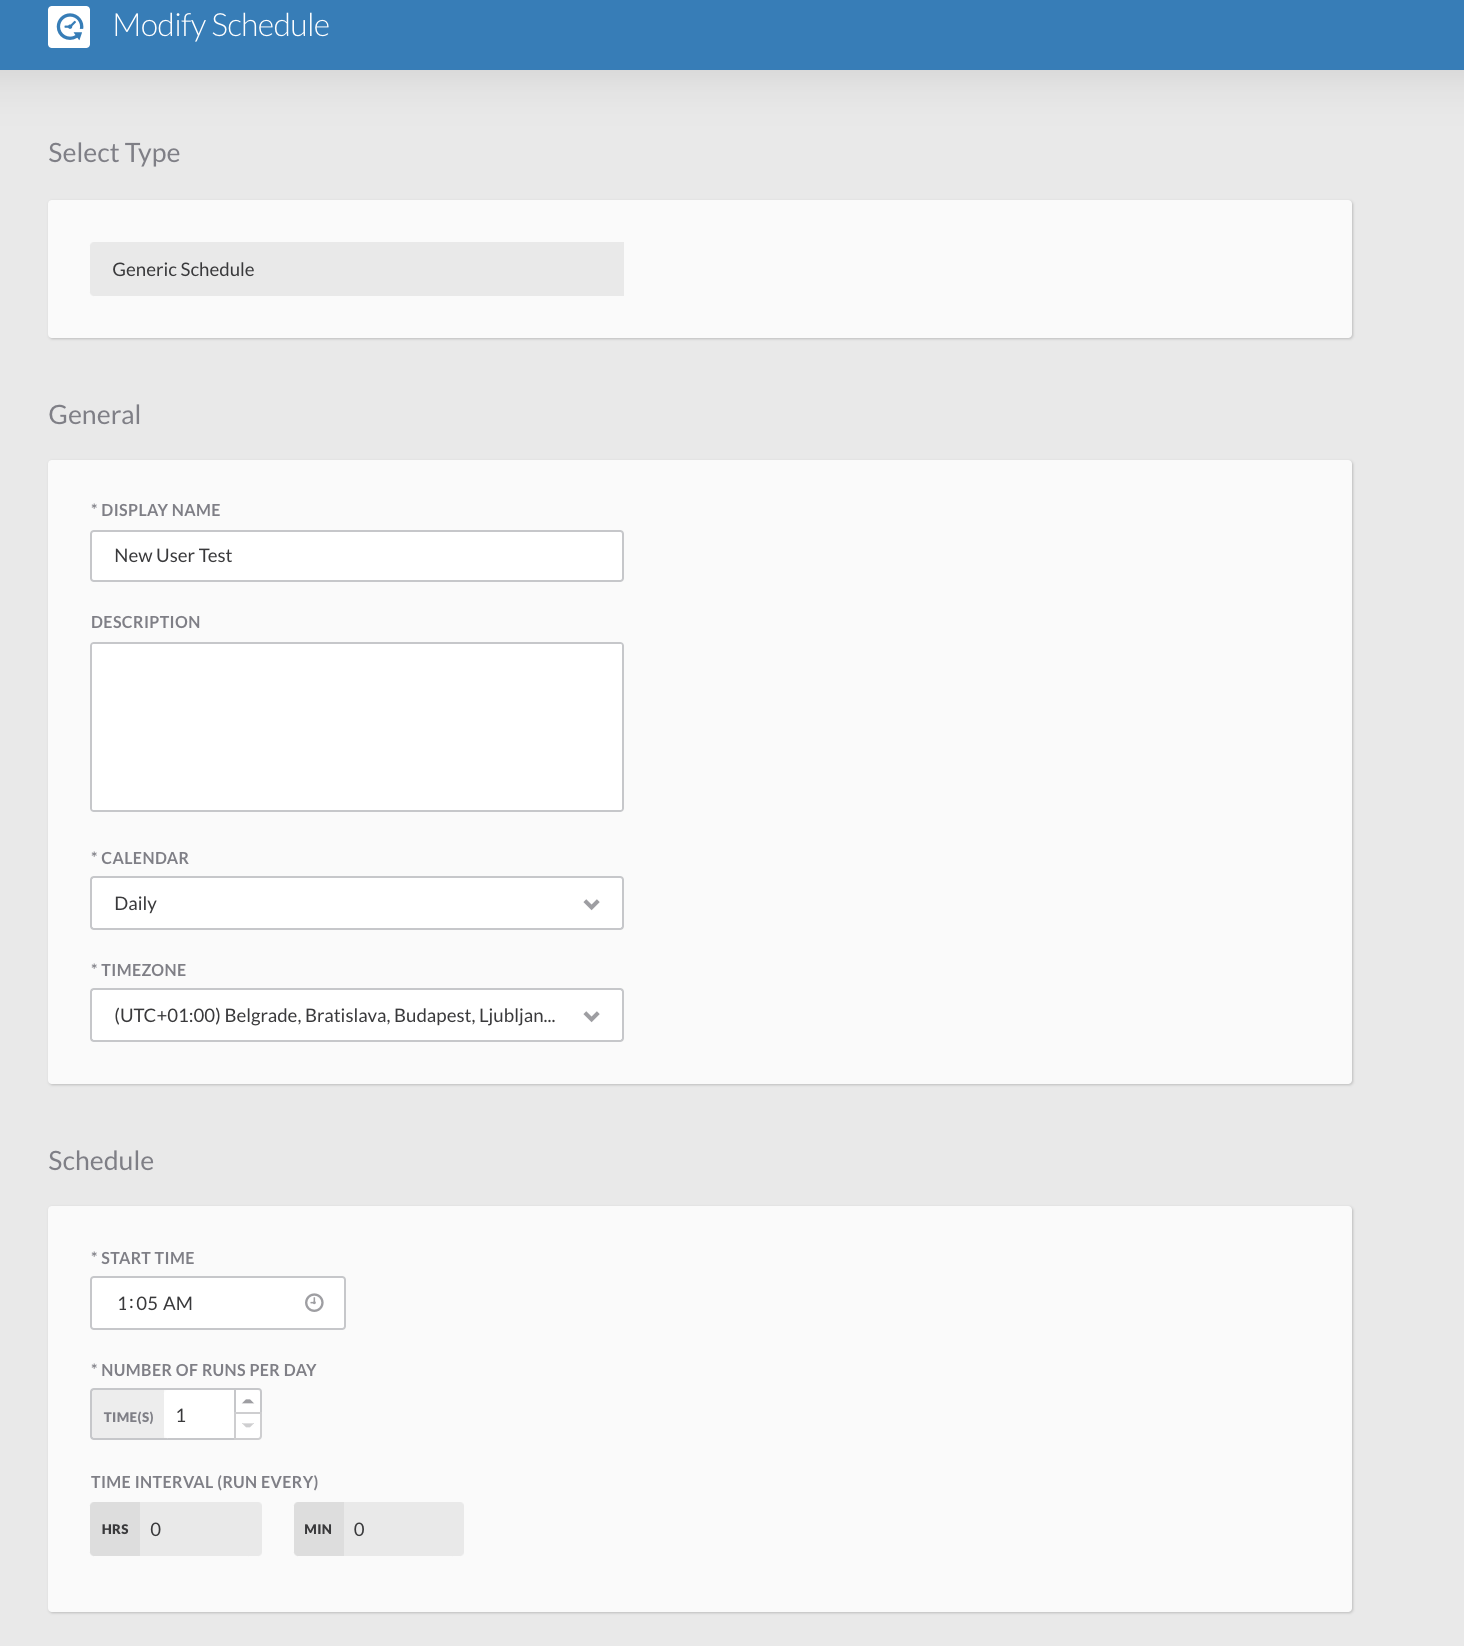 Modify Schedule
Select Type
Generic Schedule
General
* DISPLAY NAME
New User Test
DESCRIPTION
* CALENDAR
Daily
* TIMEZONE
(UTC+01:00) Belgrade, Bratislava, Budapest, Ljubljan...
Schedule
* START TIME
1:05 AM
* NUMBER OF RUNS PER DAY
TIME(S) 1
TIME INTERVAL (RUN EVERY)
HRS 0 MIN 0